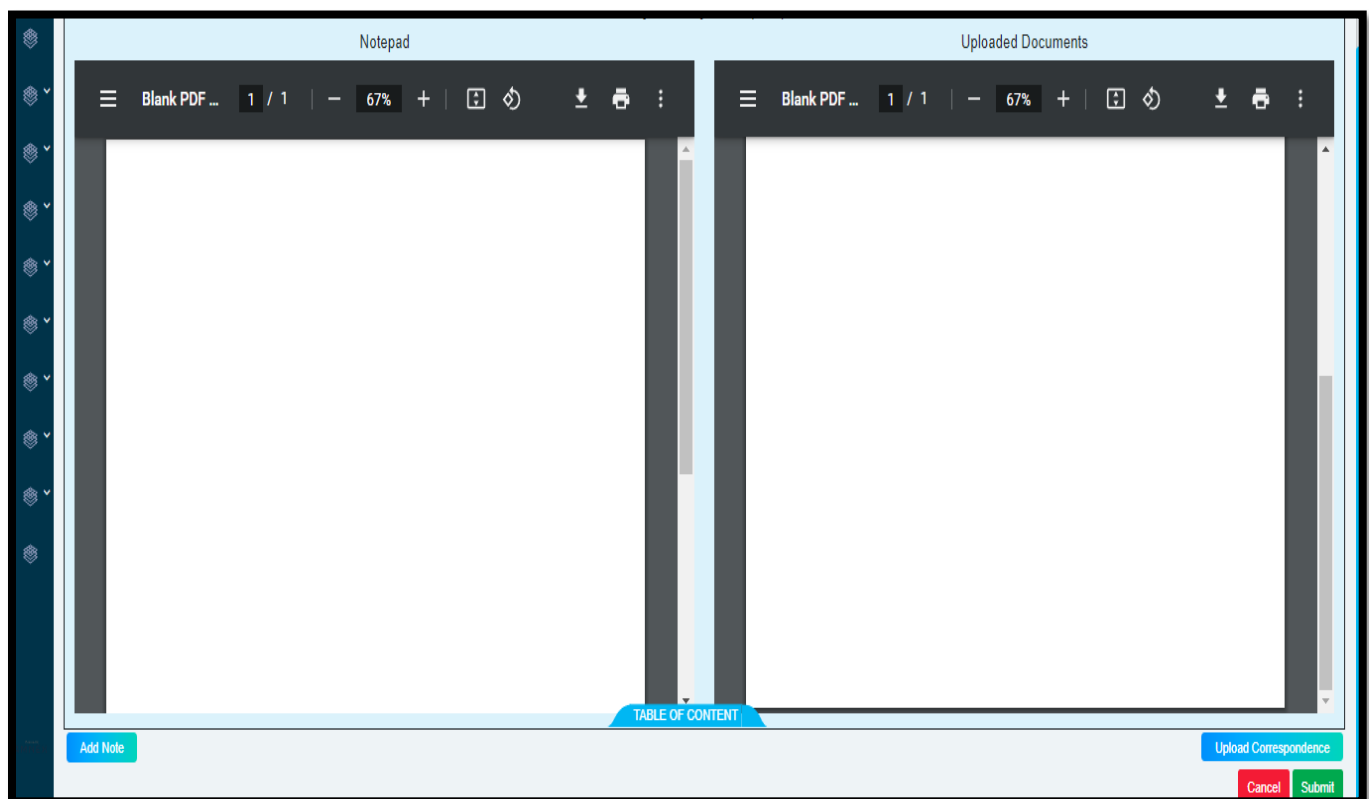 Notepad
Uploaded Documents
Blank PDF ... 1 / 1 67%
Blank PDF ... 1 / 1 67%
TABLE OF CONTENT
Add Note
Upload Correspondence
Cancel
Submit